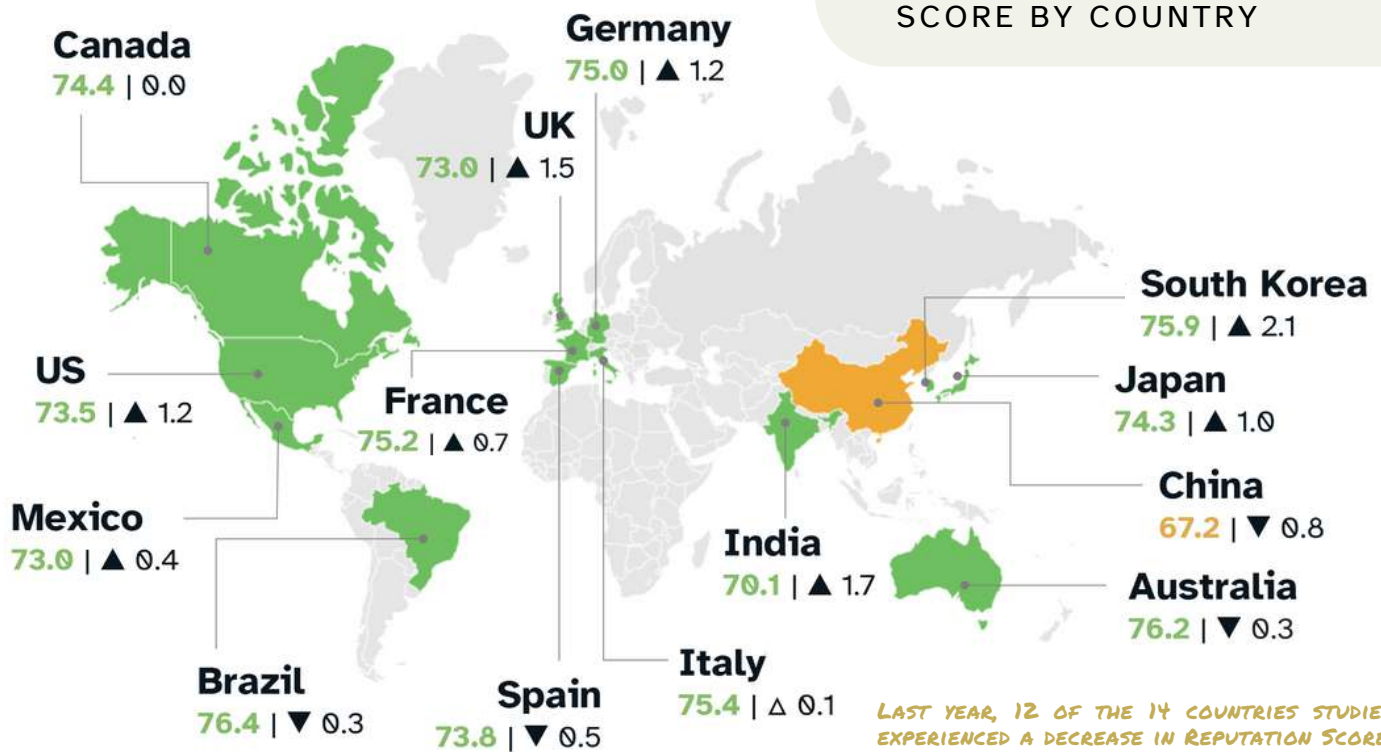 SCORE BY COUNTRY
Canada
74.4 | 0.0
Germany
75.0 | ▲ 1.2
UK
73.0 | ▲ 1.5
South Korea
75.9 | ▲ 2.1
US
73.5 | ▲ 1.2
France
75.2 | ▲ 0.7
Japan
74.3 | ▲ 1.0
China
67.2 | ▼ 0.8
Mexico
73.0 | ▲ 0.4
India
70.1 | ▲ 1.7
Australia
76.2 | ▼ 0.3
Brazil
76.4 | ▼ 0.3
Spain
73.8 | ▼ 0.5
Italy
75.4 | △ 0.1
LAST YEAR, 12 OF THE 14 COUNTRIES STUDIE
EXPERIENCED A DECREASE IN REPUTATION SCORE